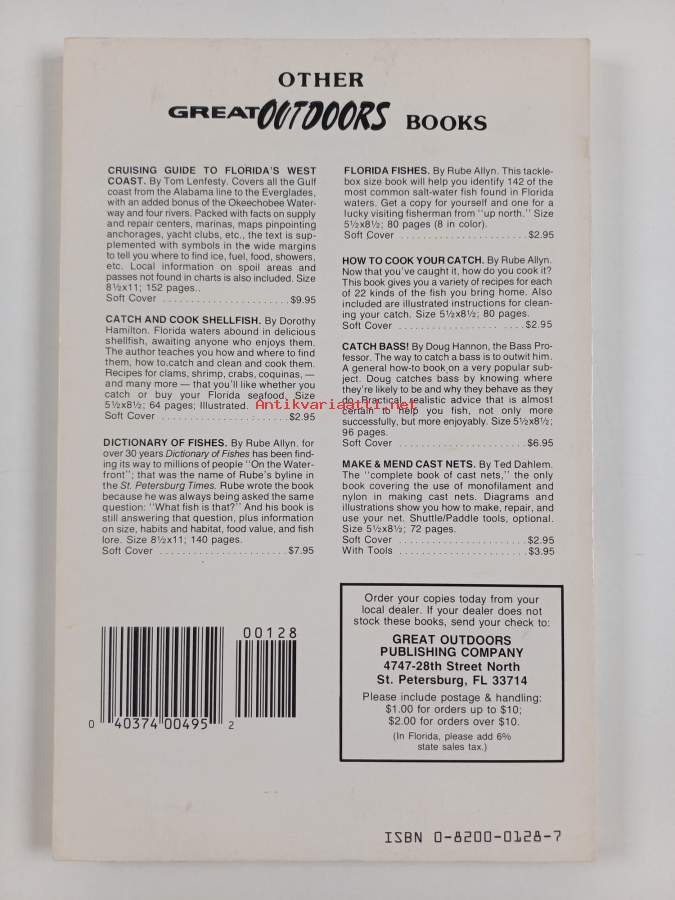 OTHER
GREAT OUTDOORS BOOKS
CRUISING GUIDE TO FLORIDA'S WEST
COAST. By Tom Lenfesty. Covers all the Gulf
coast from the Alabama line to the Everglades,
with an added bonus of the Okeechobee Water-
way and four rivers. Packed with facts on supply
and repair centers, marinas, maps pinpointing
anchorages, yacht clubs, etc., the text is sup-
plemented with symbols in the wide margins
to tell you where to find ice, fuel, food, showers,
etc. Local information on spoil areas and
passes not found in charts is also included. Size
8½x11; 152 pages..
Soft Cover ........................$9.95
CATCH AND COOK SHELLFISH. By Dorothy
Hamilton. Florida waters abound in delicious
shellfish, awaiting anyone who enjoys them.
The author teaches you how and where to find
them, how to catch and clean and cook them.
Recipes for clams, shrimp, crabs, coquinas, —
and many more — that you'll like whether you
catch or buy your Florida seafood. Size
5½x8½; 64 pages; Illustrated.
Soft Cover ........................$2.95
DICTIONARY OF FISHES. By Rube Allyn. for
over 30 years Dictionary of Fishes has been find-
ing its way to millions of people "On the Water-
front"; that was the name of Rube's byline in
the St. Petersburg Times. Rube wrote the book
because he was always being asked the same
question: "What fish is that?" And his book is
still answering that question, plus information
on size, habits and habitat, food value, and fish
lore. Size 8½x11; 140 pages.
Soft Cover ........................$7.95
FLORIDA FISHES. By Rube Allyn. This tackle-
box size book will help you identify 142 of the
most common salt-water fish found in Florida
waters. Get a copy for yourself and one for a
lucky visiting fisherman from "up north." Size
5½x8½; 80 pages (8 in color).
Soft Cover ........................$2.95
HOW TO COOK YOUR CATCH. By Rube Allyn.
Now that you've caught it, how do you cook it?
This book gives you a variety of recipes for each
of 22 kinds of the fish you bring home. Also
included are illustrated instructions for clean-
ing your catch. Size 5½x8½; 80 pages.
Soft Cover ........................$2.95
CATCH BASS! By Doug Hannon, the Bass Pro-
fessor. The way to catch a bass is to outwit him.
A general how-to book on a very popular sub-
ject. Doug catches bass by knowing where
they're likely to be and why they behave as they
do. Practical, realistic advice that is almost
certain to help you fish, not only more
successfully, but more enjoyably. Size 5½x8½;
96 pages.
Soft Cover ........................$6.95
MAKE & MEND CAST NETS. By Ted Dahlem.
The "complete book of cast nets," the only
book covering the use of monofilament and
nylon in making cast nets. Diagrams and
illustrations show you how to make, repair, and
use your net. Shuttle/Paddle tools, optional.
Size 5½x8½; 72 pages.
Soft Cover ........................$2.95
With Tools ........................$3.95
Antikvariaatti.net
Order your copies today from your
local dealer. If your dealer does not
stock these books, send your check to:
GREAT OUTDOORS
PUBLISHING COMPANY
4747-28th Street North
St. Petersburg, FL 33714
Please include postage & handling:
$1.00 for orders up to $10;
$2.00 for orders over $10.
(In Florida, please add 6%
state sales tax.)
00128
0 40374 00495 2
ISBN 0-8200-0128-7